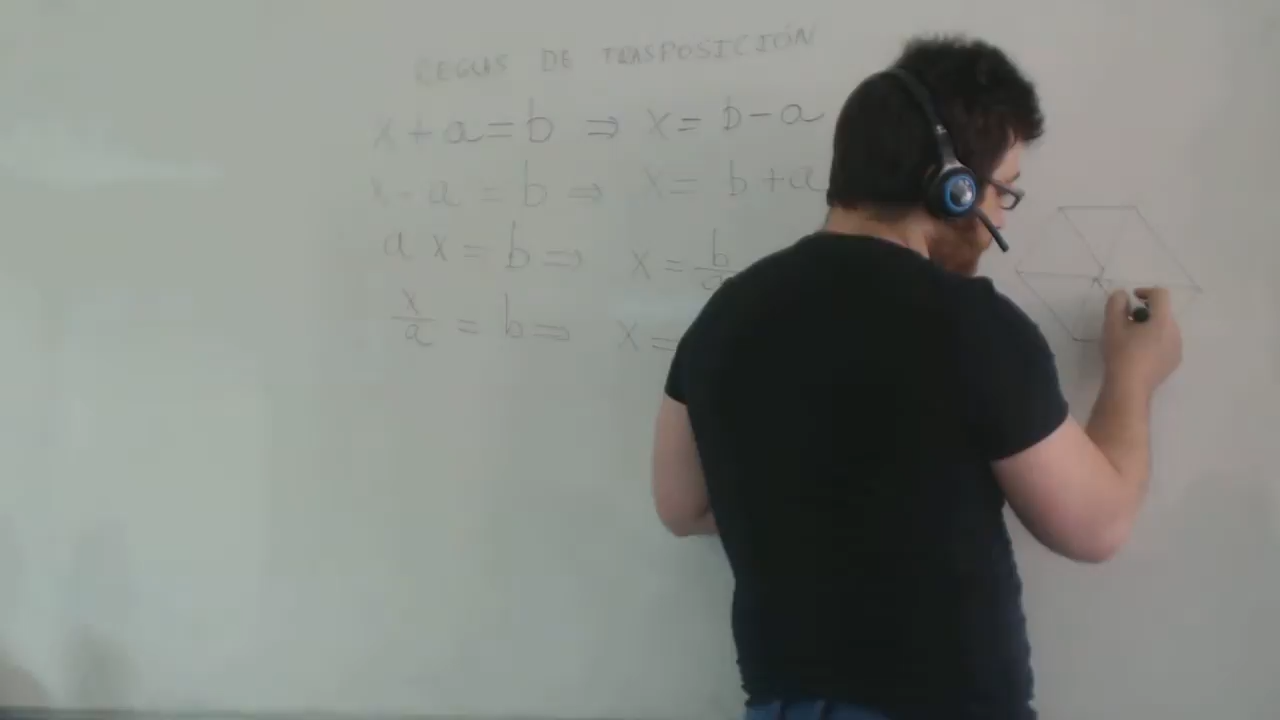 REGLAS DE TRASPOSICIÓN
x + a = b ⇒ x = b - a
x - a = b ⇒ x = b + a
a x = b ⇒ x = b/a
x/a = b ⇒ x =